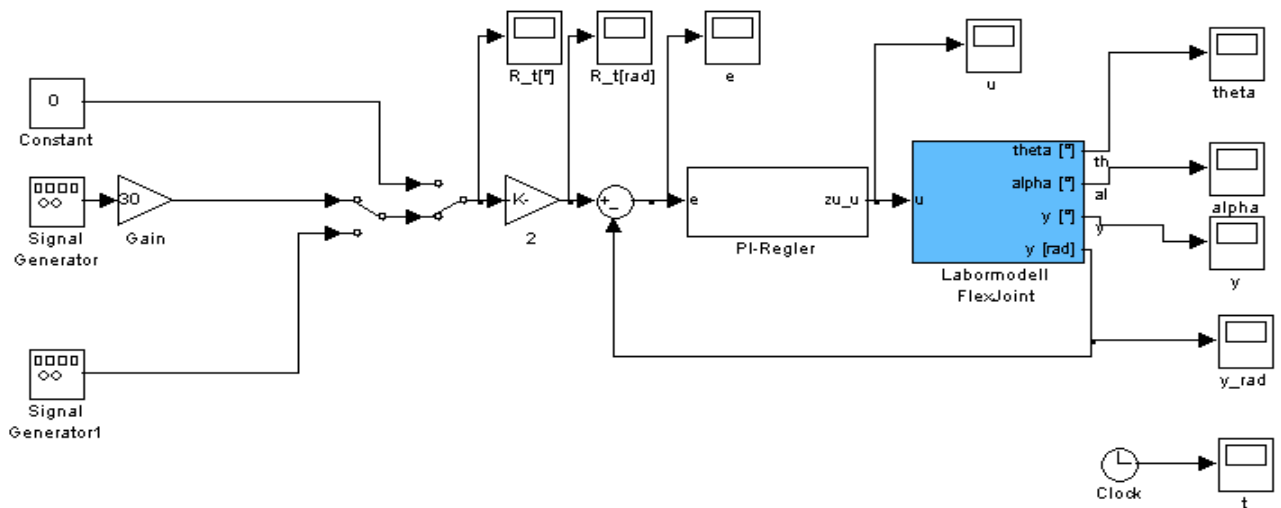 R_t[°]
R_t[rad]
e
u
theta
0
Constant
Signal
Generator
30
Gain
K-
2
+
-
e
zu_u
PI-Regler
u
theta [°]
alpha [°]
y [°]
y [rad]
Labormodell
FlexJoint
th
al
y
alpha
y
y_rad
Signal
Generator1
Clock
t